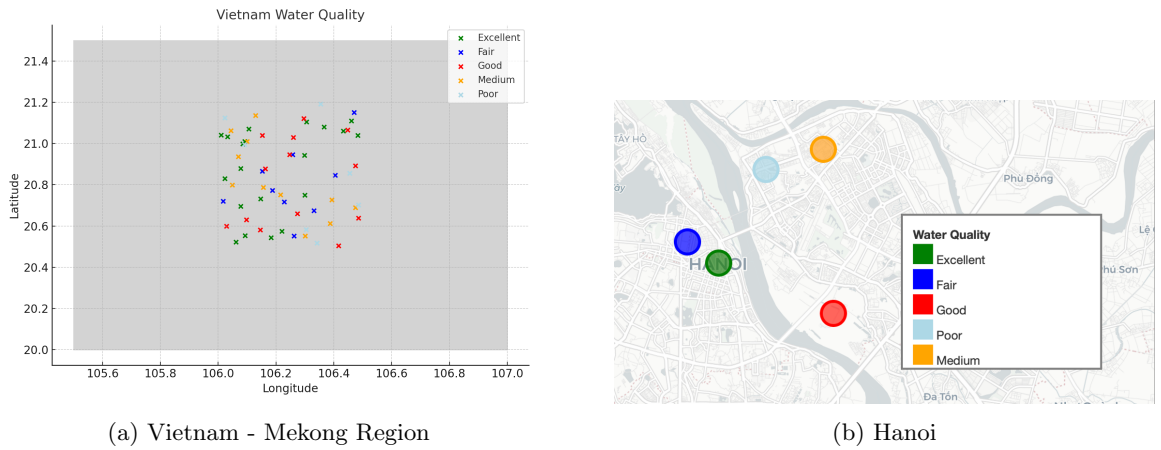 Vietnam Water Quality
Excellent
Fair
Good
Medium
Poor
21.4
21.2
21.0
20.8
20.6
20.4
20.2
20.0
Latitude
105.6
105.8
106.0
106.2
106.4
106.6
106.8
107.0
Longitude
(a) Vietnam - Mekong Region
TÂY HỒ
Phù Đổng
HANOI
Water Quality
Excellent
Fair
Good
Poor
Medium
Phú Sơn
Đa Tốn
(b) Hanoi